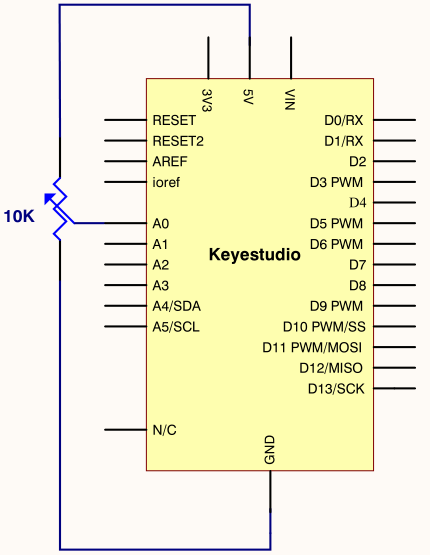 3V3
5V
VIN
RESET
RESET2
AREF
ioref
10K
A0
A1
A2
A3
A4/SDA
A5/SCL
N/C
Keyestudio
D0/RX
D1/RX
D2
D3 PWM
D4
D5 PWM
D6 PWM
D7
D8
D9 PWM
D10 PWM/SS
D11 PWM/MOSI
D12/MISO
D13/SCK
GND